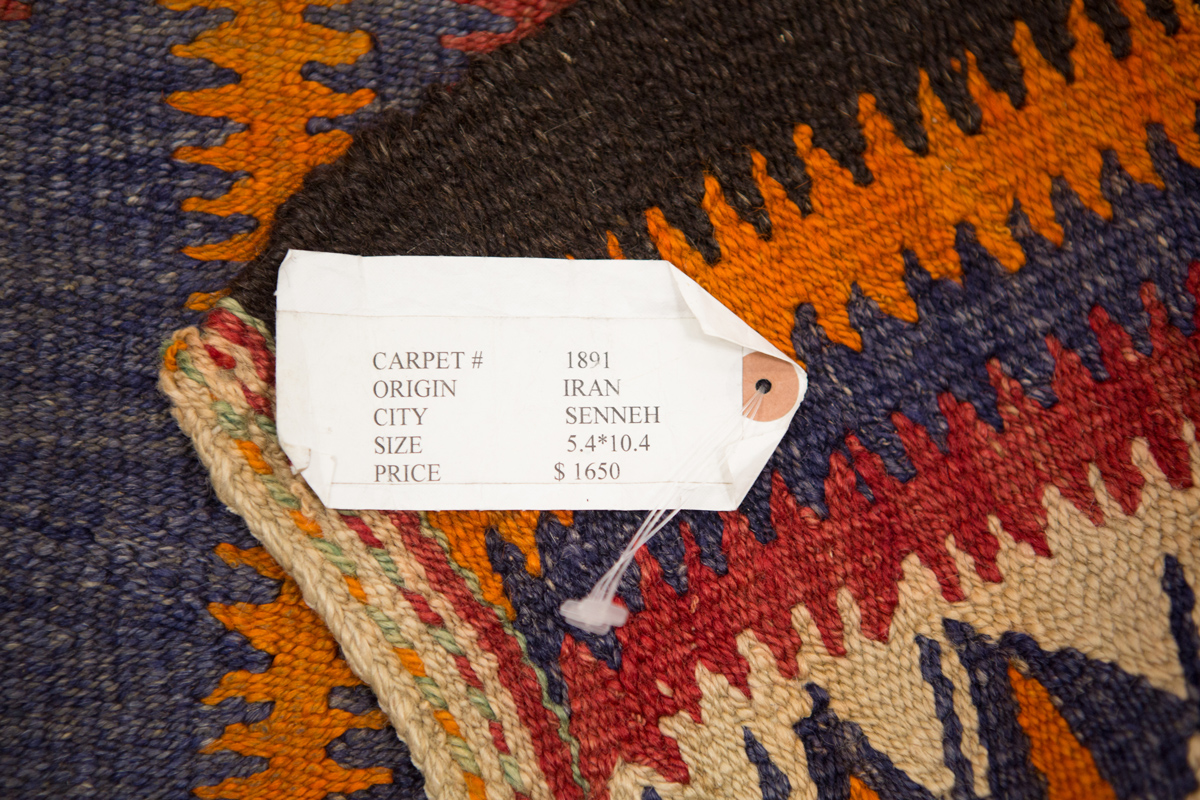 CARPET # 1891
ORIGIN IRAN
CITY SENNEH
SIZE 5.4*10.4
PRICE $ 1650